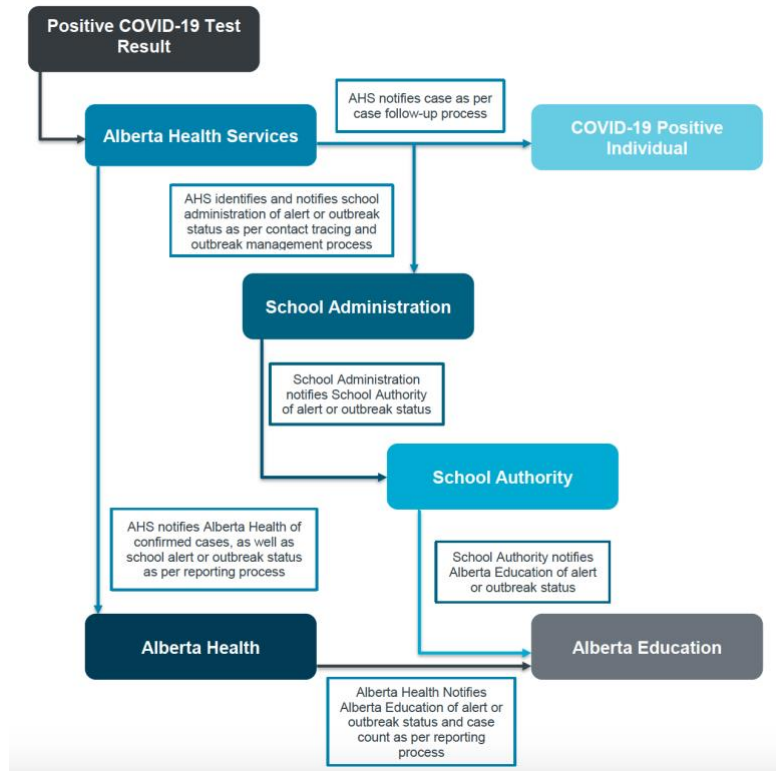 Positive COVID-19 Test
Result
AHS notifies case as per
case follow-up process
Alberta Health Services
COVID-19 Positive
Individual
AHS identifies and notifies school
administration of alert or outbreak
status as per contact tracing and
outbreak management process
School Administration
School Administration
notifies School Authority
of alert or outbreak status
School Authority
AHS notifies Alberta Health of
confirmed cases, as well as
school alert or outbreak status
as per reporting process
School Authority notifies
Alberta Education of alert
or outbreak status
Alberta Health
Alberta Education
Alberta Health Notifies
Alberta Education of alert or
outbreak status and case
count as per reporting
process